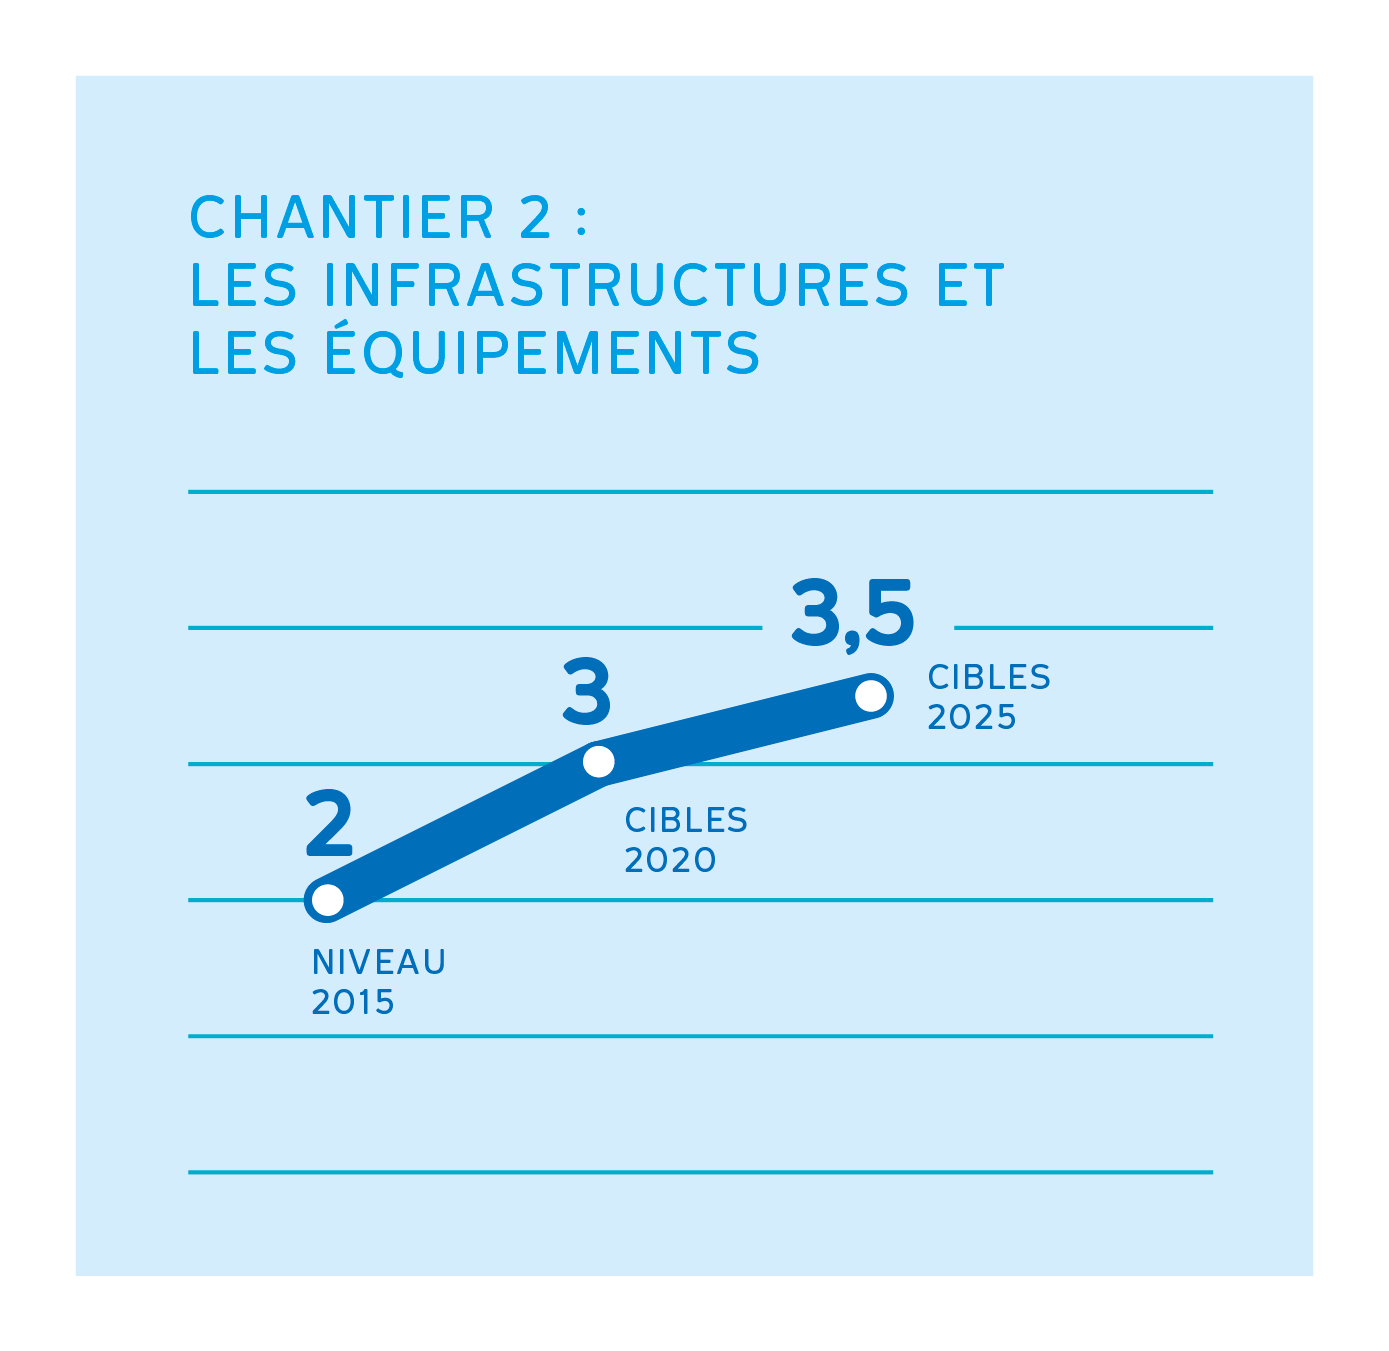 CHANTIER 2 :
LES INFRASTRUCTURES ET
LES ÉQUIPEMENTS
3,5
CIBLES
2025
3
CIBLES
2020
2
NIVEAU
2015